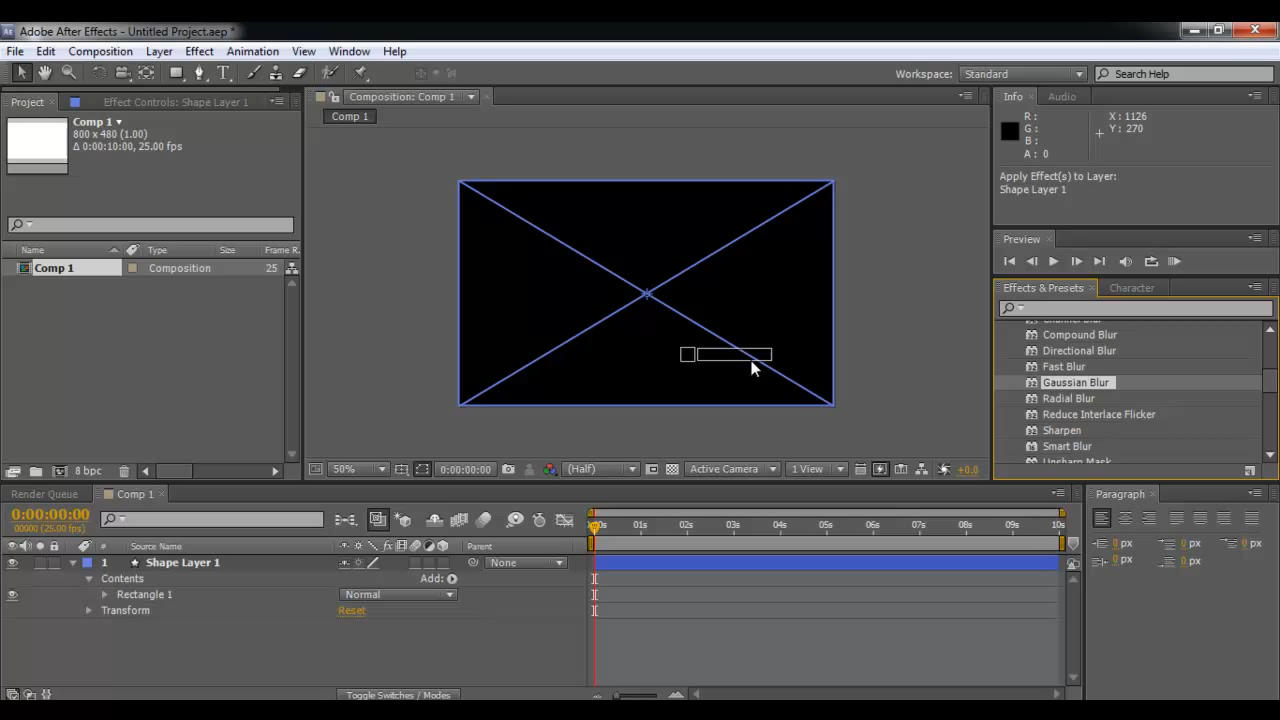 Adobe After Effects - Untitled Project.aep *
File Edit Composition Layer Effect Animation View Window Help
Workspace: Standard Search Help
Project Effect Controls: Shape Layer 1
Comp 1
800 x 480 (1.00)
Δ 0:00:10:00, 25.00 fps
Name Type Size Frame R.
Comp 1 Composition 25
8 bpc
Composition: Comp 1
Comp 1
50% 0:00:00:00 (Half) Active Camera 1 View +0.0
Info Audio
R : X : 1126
G : Y : 270
B :
A : 0
Apply Effect(s) to Layer:
Shape Layer 1
Preview
Effects & Presets Character
Channel Blur
Compound Blur
Directional Blur
Fast Blur
Gaussian Blur
Radial Blur
Reduce Interlace Flicker
Sharpen
Smart Blur
Unsharp Mask
Render Queue Comp 1
0:00:00:00
00000 (25.00 fps)
# Source Name Parent
1 Shape Layer 1 None
Contents Add:
Rectangle 1 Normal
Transform Reset
Toggle Switches / Modes
01s 02s 03s 04s 05s 06s 07s 08s 09s 10s
Paragraph
0 px 0 px 0 px
0 px 0 px